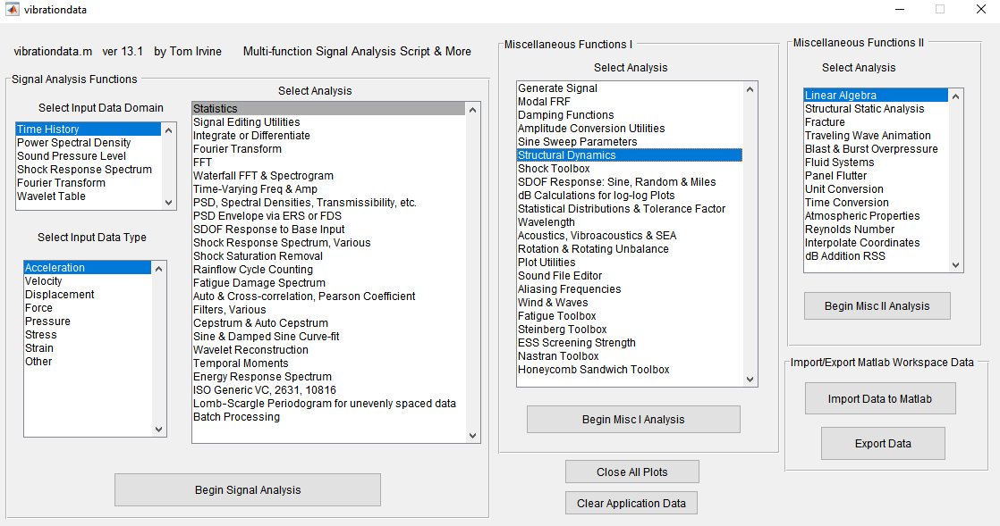 vibrationdata
vibrationdata.m ver 13.1 by Tom Irvine Multi-function Signal Analysis Script & More
Signal Analysis Functions
Select Input Data Domain
Time History
Power Spectral Density
Sound Pressure Level
Shock Response Spectrum
Fourier Transform
Wavelet Table
Select Input Data Type
Acceleration
Velocity
Displacement
Force
Pressure
Stress
Strain
Other
Select Analysis
Statistics
Signal Editing Utilities
Integrate or Differentiate
Fourier Transform
FFT
Waterfall FFT & Spectrogram
Time-Varying Freq & Amp
PSD, Spectral Densities, Transmissibility, etc.
PSD Envelope via ERS or FDS
SDOF Response to Base Input
Shock Response Spectrum, Various
Shock Saturation Removal
Rainflow Cycle Counting
Fatigue Damage Spectrum
Auto & Cross-correlation, Pearson Coefficient
Filters, Various
Cepstrum & Auto Cepstrum
Sine & Damped Sine Curve-fit
Wavelet Reconstruction
Temporal Moments
Energy Response Spectrum
ISO Generic VC, 2631, 10816
Lomb-Scargle Periodogram for unevenly spaced data
Batch Processing
Begin Signal Analysis
Miscellaneous Functions I
Select Analysis
Generate Signal
Modal FRF
Damping Functions
Amplitude Conversion Utilities
Sine Sweep Parameters
Structural Dynamics
Shock Toolbox
SDOF Response: Sine, Random & Miles
dB Calculations for log-log Plots
Statistical Distributions & Tolerance Factor
Wavelength
Acoustics, Vibroacoustics & SEA
Rotation & Rotating Unbalance
Plot Utilities
Sound File Editor
Aliasing Frequencies
Wind & Waves
Fatigue Toolbox
Steinberg Toolbox
ESS Screening Strength
Nastran Toolbox
Honeycomb Sandwich Toolbox
Begin Misc I Analysis
Close All Plots
Clear Application Data
Miscellaneous Functions II
Select Analysis
Linear Algebra
Structural Static Analysis
Fracture
Traveling Wave Animation
Blast & Burst Overpressure
Fluid Systems
Panel Flutter
Unit Conversion
Time Conversion
Atmospheric Properties
Reynolds Number
Interpolate Coordinates
dB Addition RSS
Begin Misc II Analysis
Import/Export Matlab Workspace Data
Import Data to Matlab
Export Data